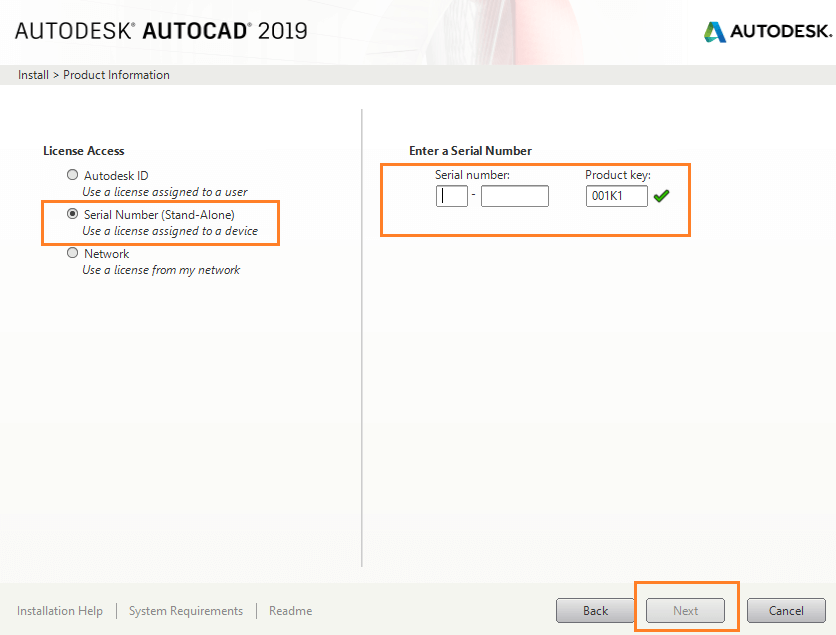 AUTODESK® AUTOCAD® 2019
AUTODESK.
Install > Product Information
License Access
Autodesk ID
Use a license assigned to a user
Serial Number (Stand-Alone)
Use a license assigned to a device
Network
Use a license from my network
Enter a Serial Number
Serial number: Product key:
- 001K1
Installation Help | System Requirements | Readme
Back Next Cancel